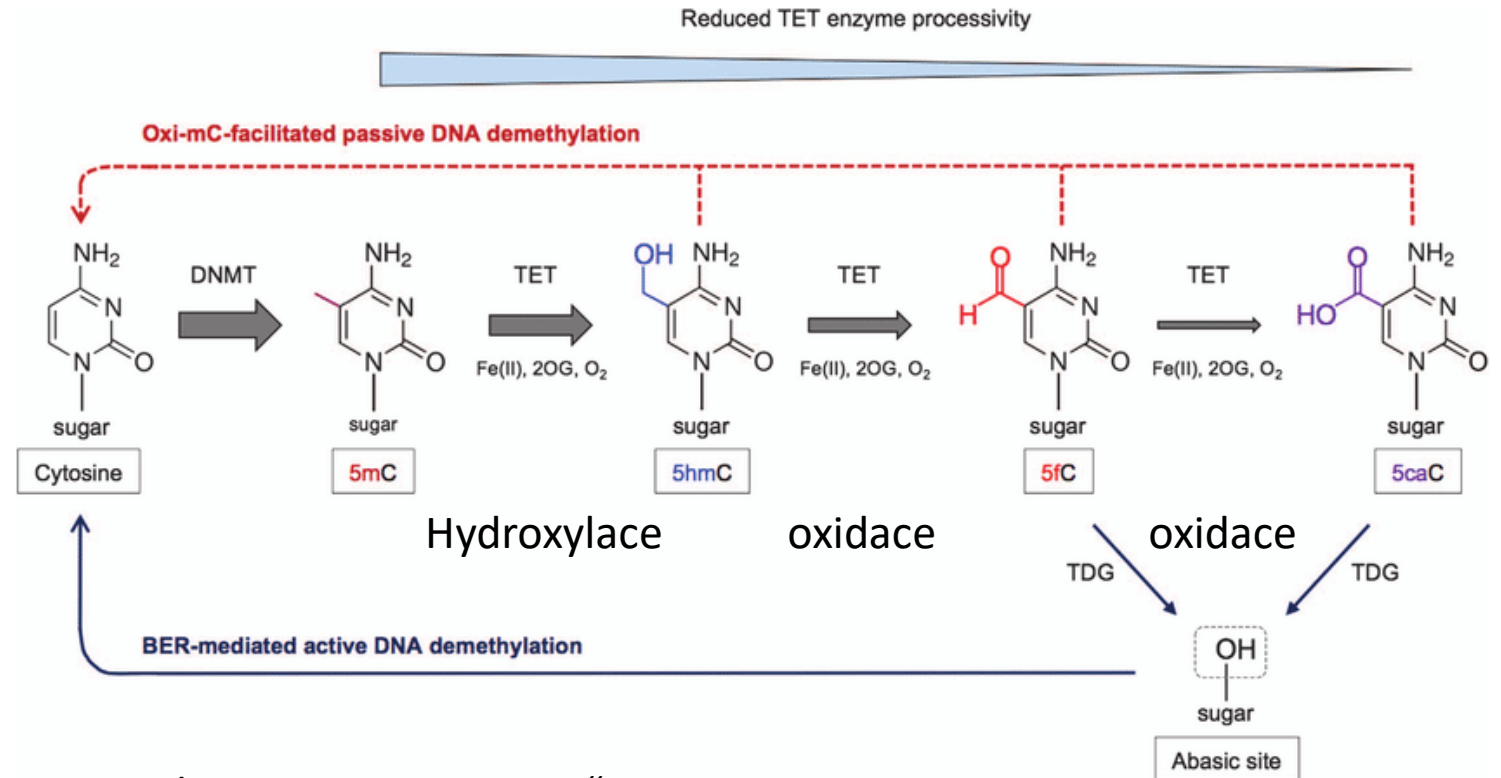 Reduced TET enzyme processivity
Oxi-mC-facilitated passive DNA demethylation
NH₂
N
N
O
sugar
Cytosine
DNMT
NH₂
N
N
O
sugar
5mC
TET
Fe(II), 2OG, O₂
OH
NH₂
N
N
O
sugar
5hmC
TET
Fe(II), 2OG, O₂
O
H
NH₂
N
N
O
sugar
5fC
TET
Fe(II), 2OG, O₂
O
HO
NH₂
N
N
O
sugar
5caC
Hydroxylace
oxidace
oxidace
TDG
TDG
BER-mediated active DNA demethylation
OH
sugar
Abasic site